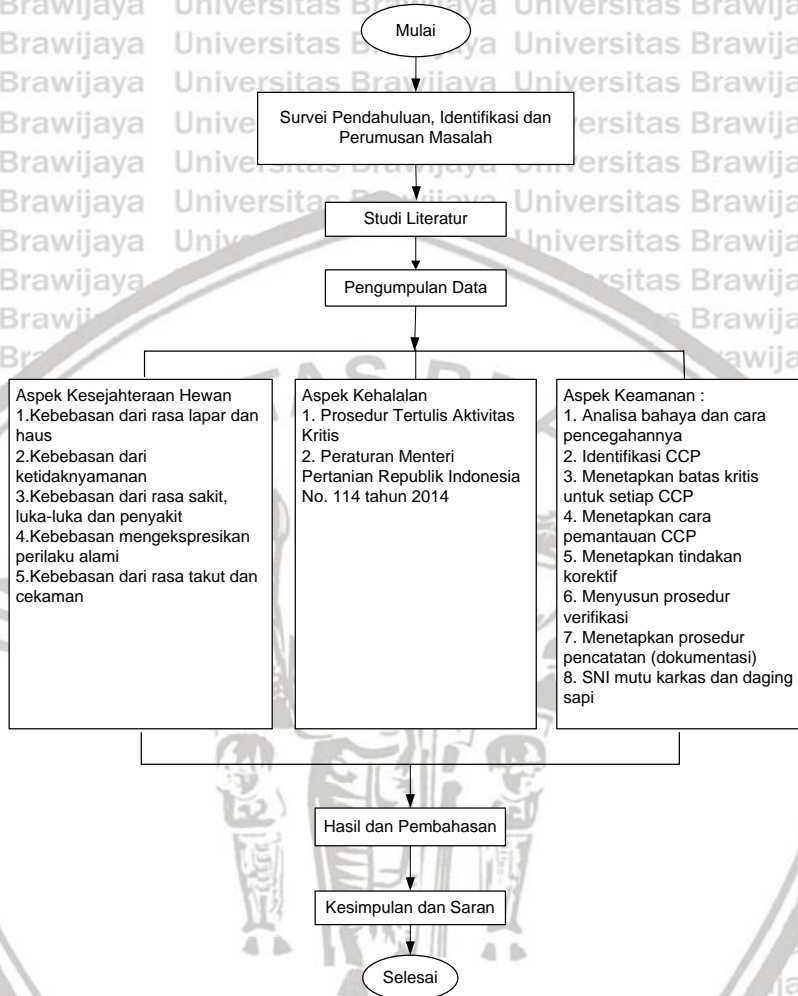 Mulai
Survei Pendahuluan, Identifikasi dan
Perumusan Masalah
Studi Literatur
Pengumpulan Data
Aspek Kesejahteraan Hewan
1.Kebebasan dari rasa lapar dan
haus
2.Kebebasan dari
ketidaknyamanan
3.Kebebasan dari rasa sakit,
luka-luka dan penyakit
4.Kebebasan mengekspresikan
perilaku alami
5.Kebebasan dari rasa takut dan
cekaman
Aspek Kehalalan
1. Prosedur Tertulis Aktivitas
Kritis
2. Peraturan Menteri
Pertanian Republik Indonesia
No. 114 tahun 2014
Aspek Keamanan :
1. Analisa bahaya dan cara
pencegahannya
2. Identifikasi CCP
3. Menetapkan batas kritis
untuk setiap CCP
4. Menetapkan cara
pemantauan CCP
5. Menetapkan tindakan
korektif
6. Menyusun prosedur
verifikasi
7. Menetapkan prosedur
pencatatan (dokumentasi)
8. SNI mutu karkas dan daging
sapi
Hasil dan Pembahasan
Kesimpulan dan Saran
Selesai